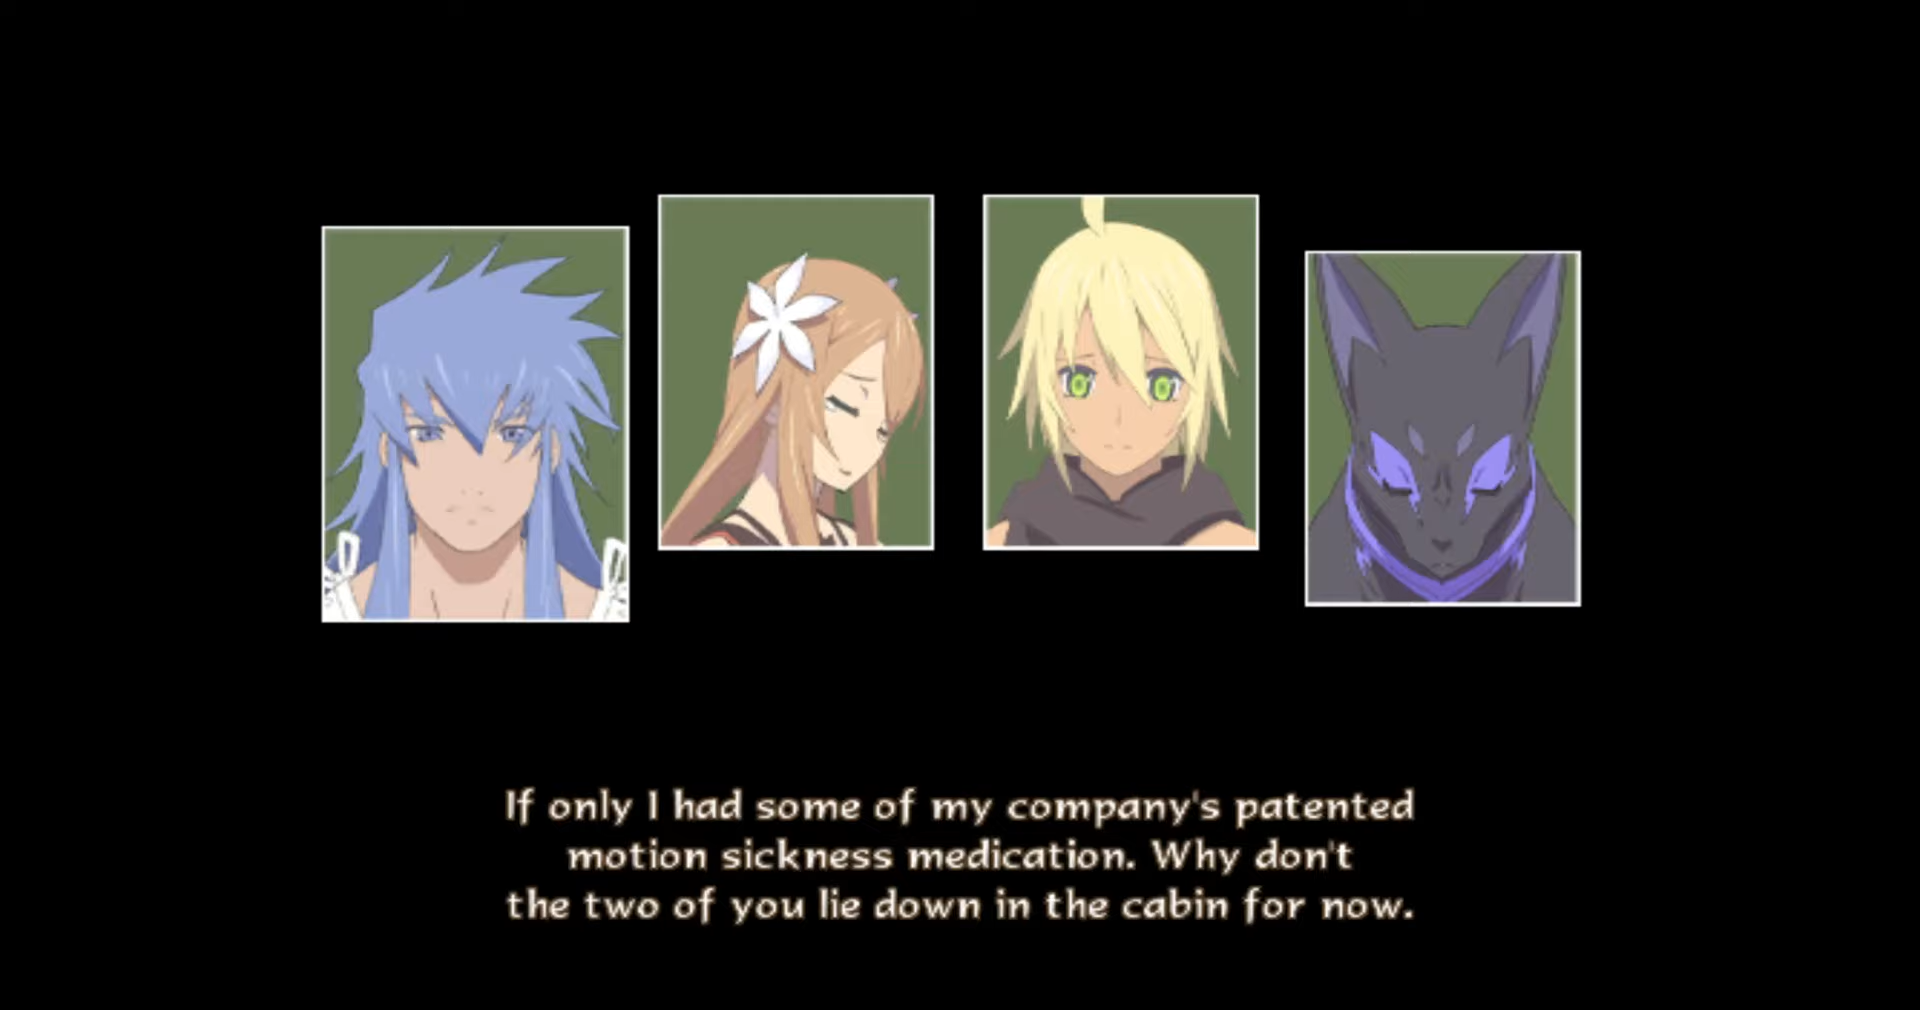 If only I had some of my company's patented
motion sickness medication. Why don't
the two of you lie down in the cabin for now.